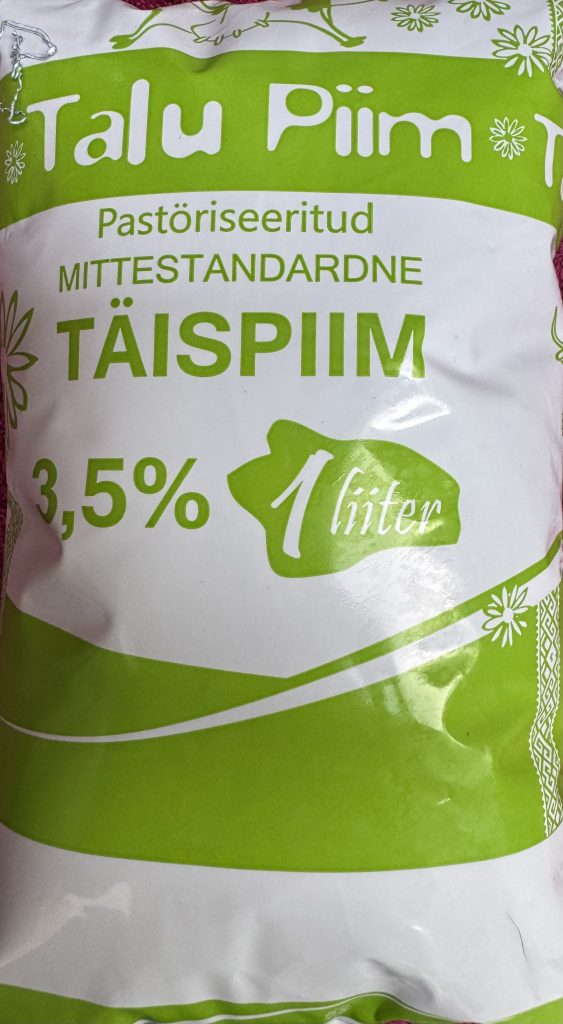 Talu Piim
Pastöriseeritud
MITTESTANDARDNE
TÄISPIIM
3,5%
1 liiter